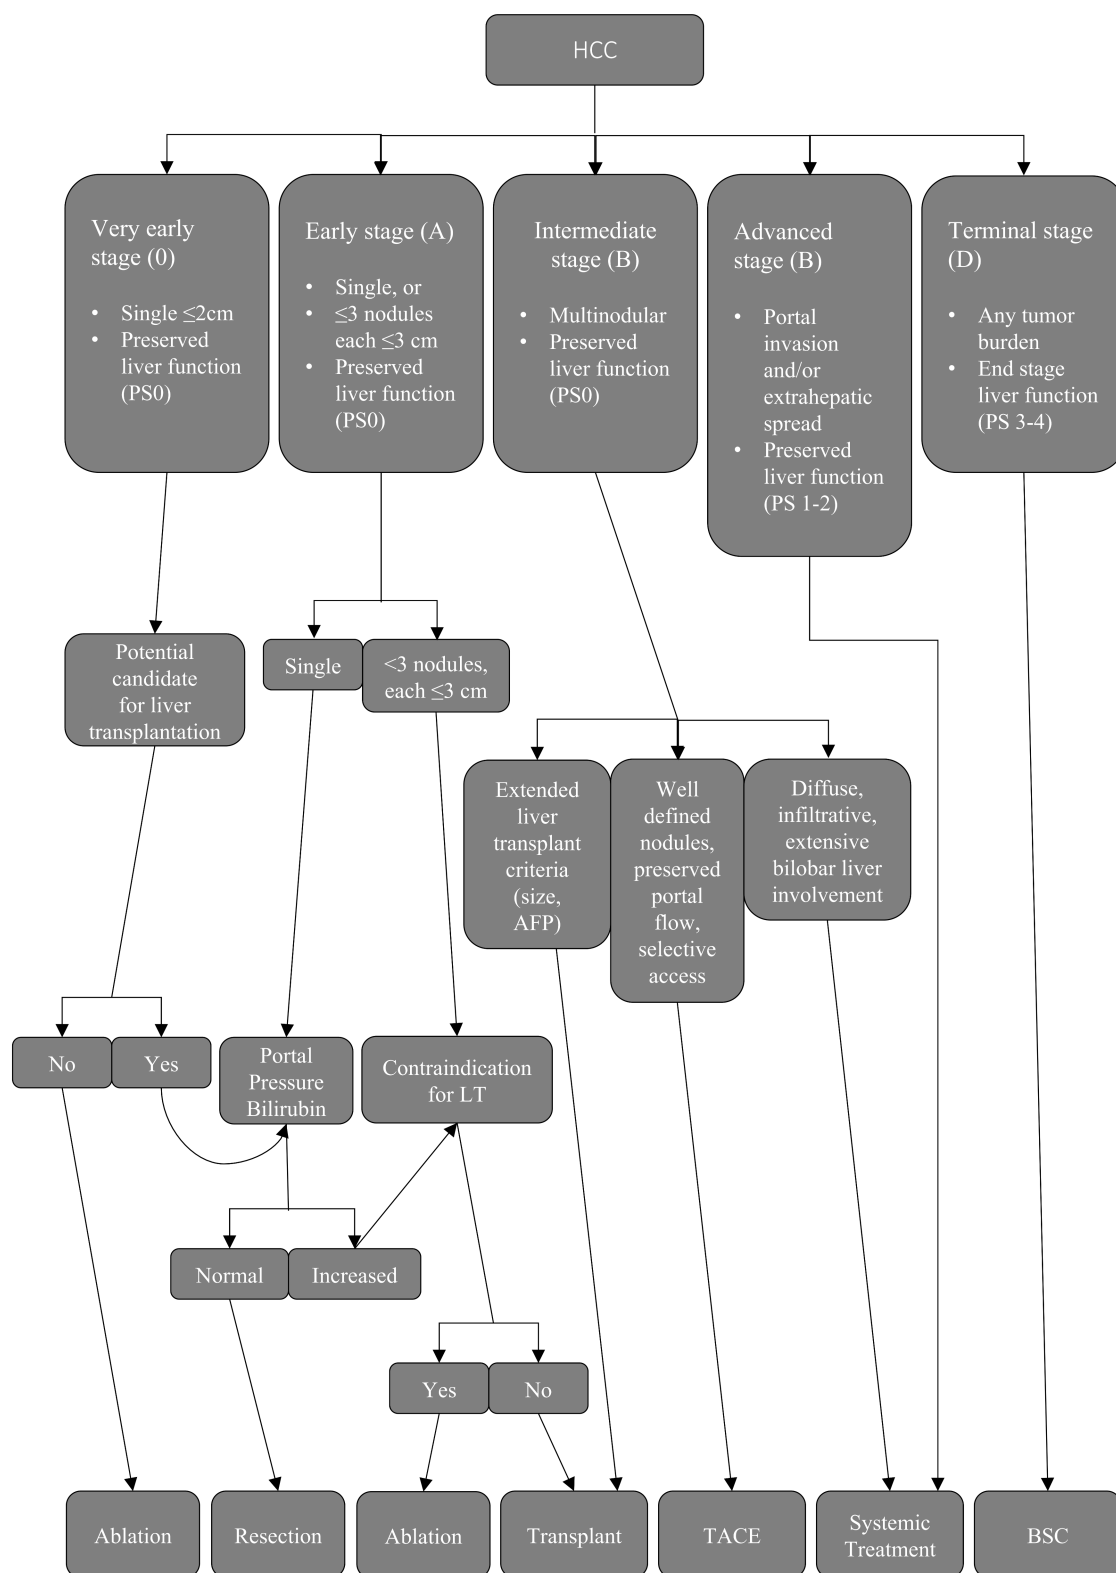 HCC
Very early
stage (0)
• Single ≤2cm
• Preserved
liver function
(PS0)
Early stage (A)
• Single, or
• ≤3 nodules
each ≤3 cm
• Preserved
liver function
(PS0)
Intermediate
stage (B)
• Multinodular
• Preserved
liver function
(PS0)
Advanced
stage (B)
• Portal
invasion
and/or
extrahepatic
spread
• Preserved
liver function
(PS 1-2)
Terminal stage
(D)
• Any tumor
burden
• End stage
liver function
(PS 3-4)
Potential
candidate
for liver
transplantation
Single
<3 nodules,
each ≤3 cm
Extended
liver
transplant
criteria
(size,
AFP)
Well
defined
nodules,
preserved
portal
flow,
selective
access
Diffuse,
infiltrative,
extensive
bilobar liver
involvement
No
Yes
Portal
Pressure
Bilirubin
Contraindication
for LT
Normal
Increased
Yes
No
Ablation
Resection
Ablation
Transplant
TACE
Systemic
Treatment
BSC